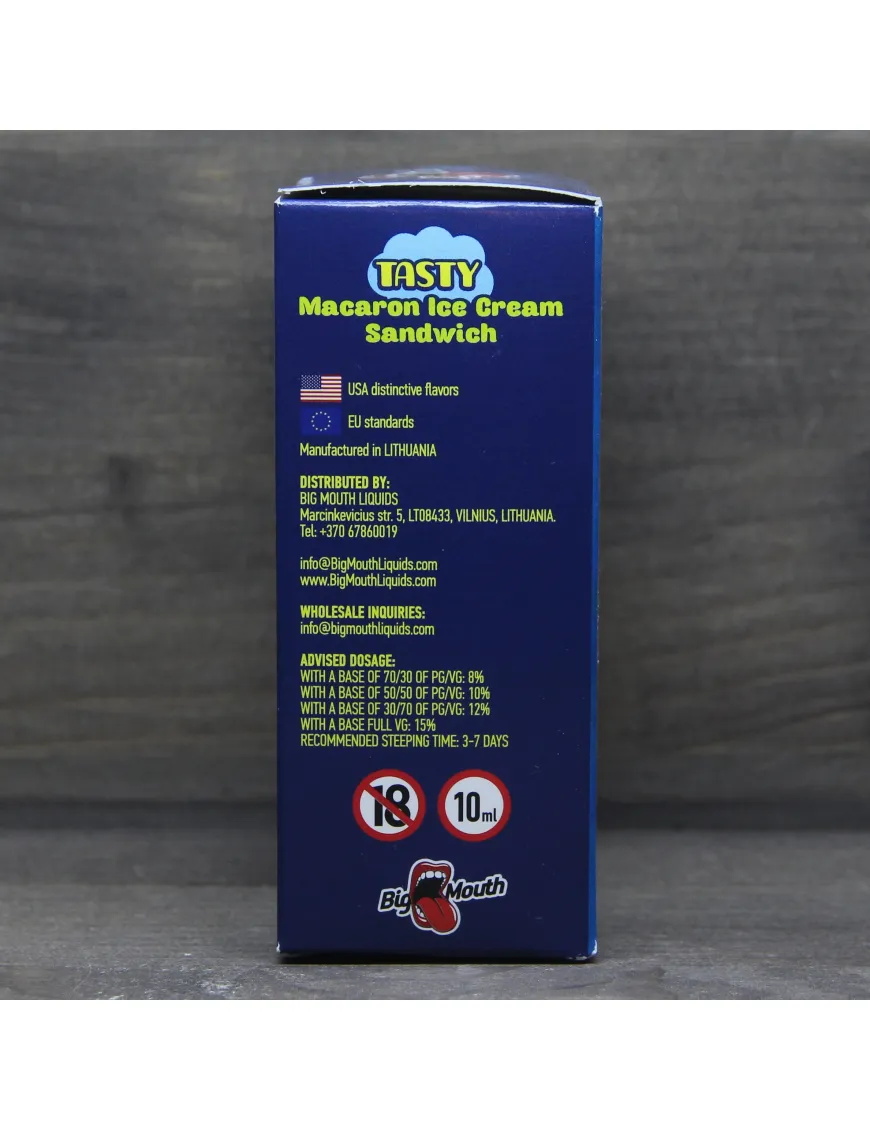 TASTY
Macaron Ice Cream
Sandwich
USA distinctive flavors
EU standards
Manufactured in LITHUANIA
DISTRIBUTED BY:
BIG MOUTH LIQUIDS
Marcinkevicius str. 5, LT08433, VILNIUS, LITHUANIA.
Tel: +370 67860019
info@BigMouthLiquids.com
www.BigMouthLiquids.com
WHOLESALE INQUIRIES:
info@bigmouthliquids.com
ADVISED DOSAGE:
WITH A BASE OF 70/30 OF PG/VG: 8%
WITH A BASE OF 50/50 OF PG/VG: 10%
WITH A BASE OF 30/70 OF PG/VG: 12%
WITH A BASE FULL VG: 15%
RECOMMENDED STEEPING TIME: 3-7 DAYS
18 10ml
Big Mouth